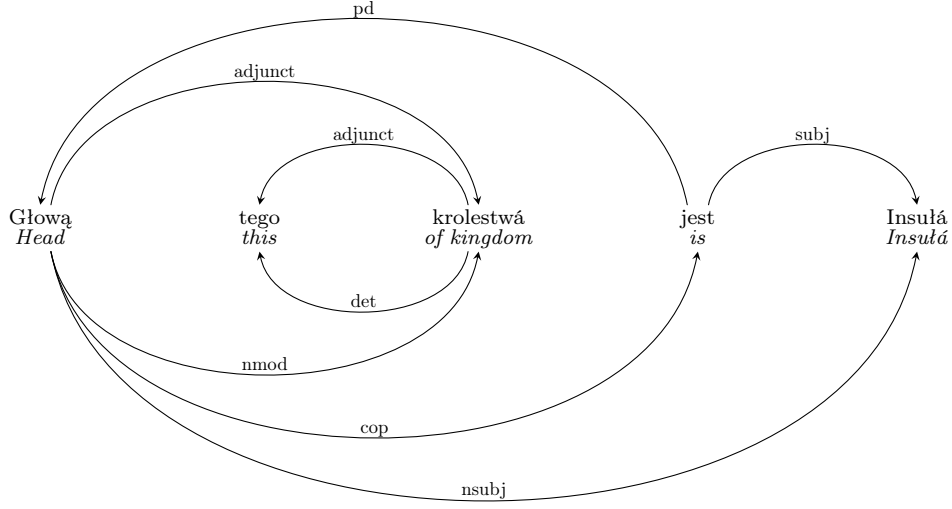 pd
adjunct
adjunct subj
Głową tego krolestwá jest Insułá
Head this of kingdom is Insułá
det
nmod
cop
nsubj